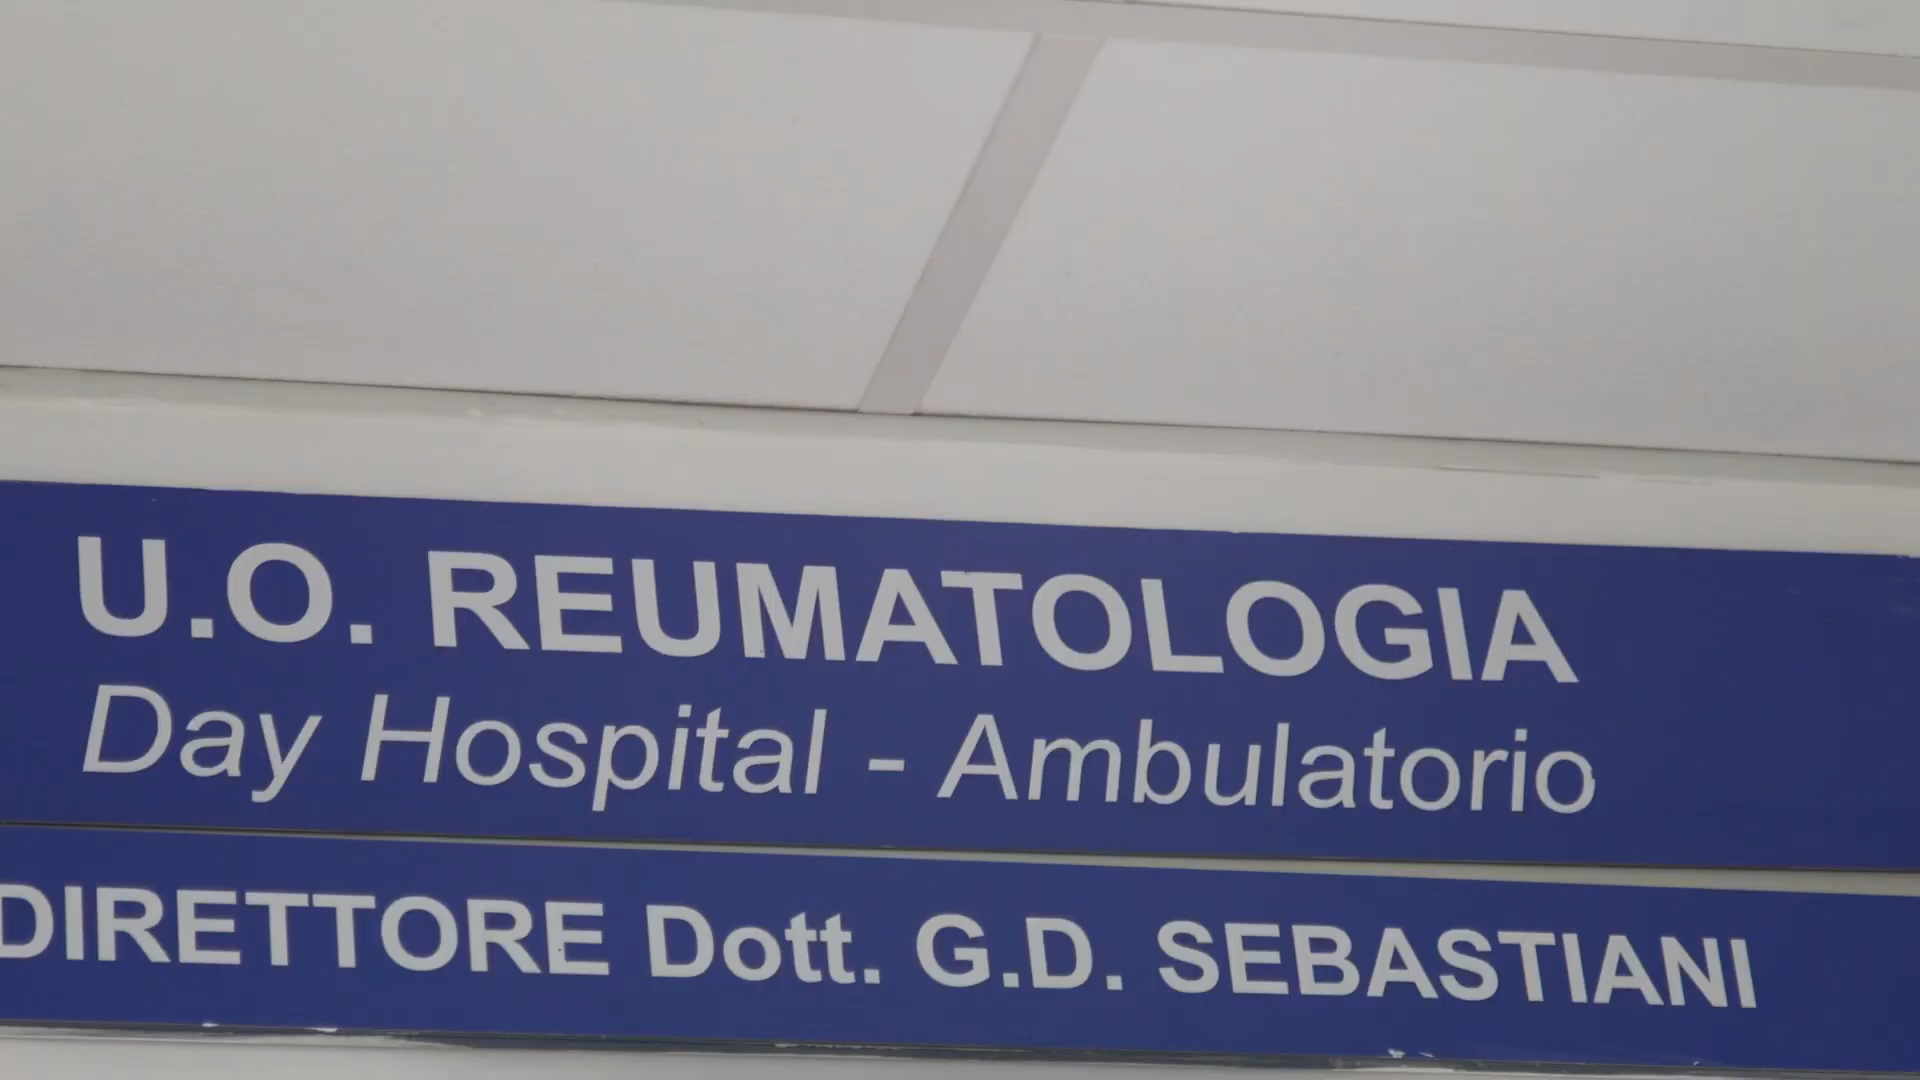 U.O. REUMATOLOGIA
Day Hospital - Ambulatorio
DIRETTORE Dott. G.D. SEBASTIANI